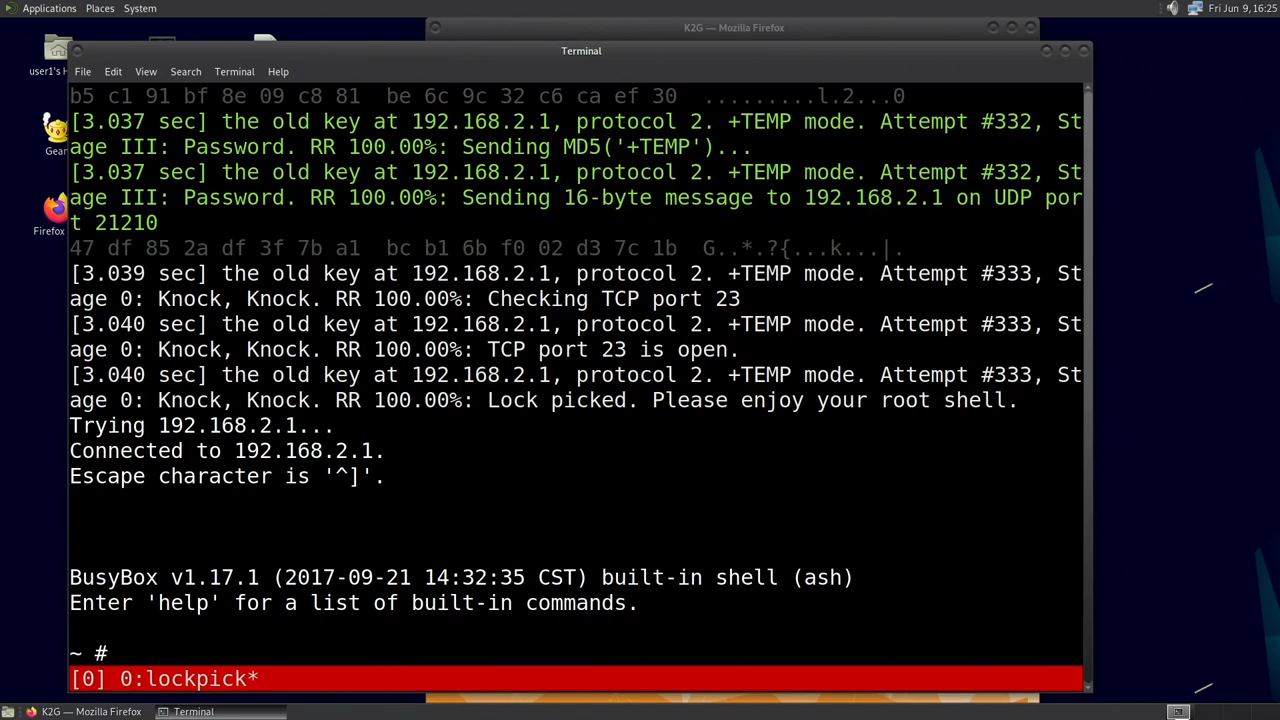 Applications Places System
Fri Jun 9, 16:25
K2G — Mozilla Firefox
user1's H
Gear
Firefox
Terminal
File Edit View Search Terminal Help
b5 c1 91 bf 8e 09 c8 81  be 6c 9c 32 c6 ca ef 30  .........l.2...0
[3.037 sec] the old key at 192.168.2.1, protocol 2. +TEMP mode. Attempt #332, St
age III: Password. RR 100.00%: Sending MD5('+TEMP')...
[3.037 sec] the old key at 192.168.2.1, protocol 2. +TEMP mode. Attempt #332, St
age III: Password. RR 100.00%: Sending 16-byte message to 192.168.2.1 on UDP por
t 21210
47 df 85 2a df 3f 7b a1  bc b1 6b f0 02 d3 7c 1b  G..*.?{...k...|.
[3.039 sec] the old key at 192.168.2.1, protocol 2. +TEMP mode. Attempt #333, St
age 0: Knock, Knock. RR 100.00%: Checking TCP port 23
[3.040 sec] the old key at 192.168.2.1, protocol 2. +TEMP mode. Attempt #333, St
age 0: Knock, Knock. RR 100.00%: TCP port 23 is open.
[3.040 sec] the old key at 192.168.2.1, protocol 2. +TEMP mode. Attempt #333, St
age 0: Knock, Knock. RR 100.00%: Lock picked. Please enjoy your root shell.
Trying 192.168.2.1...
Connected to 192.168.2.1.
Escape character is '^]'.
BusyBox v1.17.1 (2017-09-21 14:32:35 CST) built-in shell (ash)
Enter 'help' for a list of built-in commands.
~ #
[0] 0:lockpick*
K2G — Mozilla Firefox
Terminal